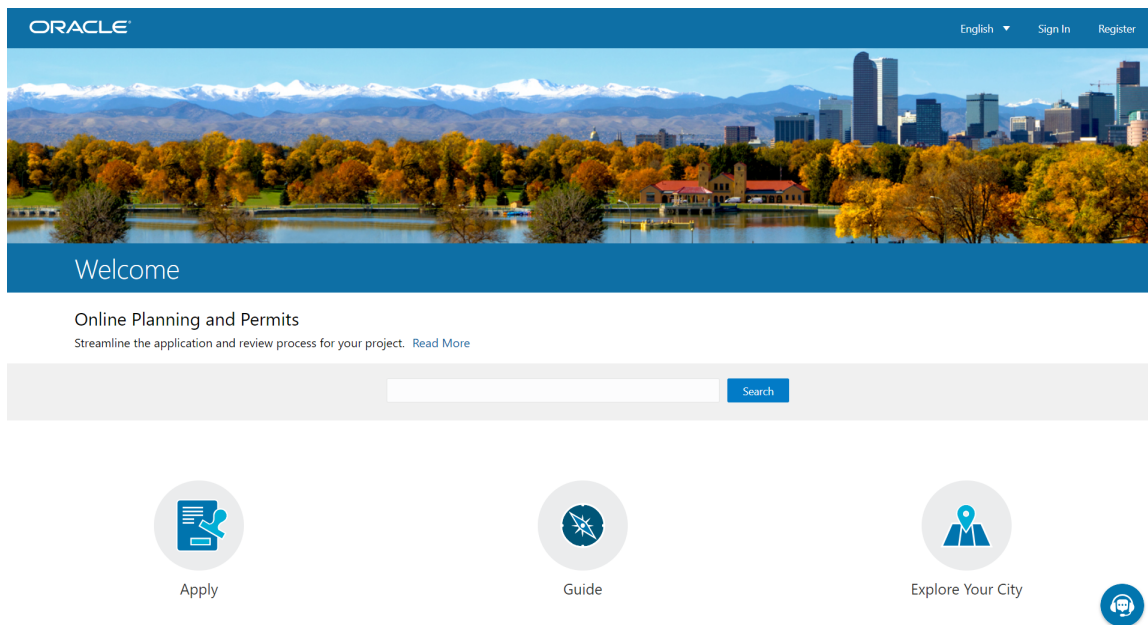 ORACLE
English Sign In Register
Welcome
Online Planning and Permits
Streamline the application and review process for your project. Read More
Search
Apply Guide Explore Your City